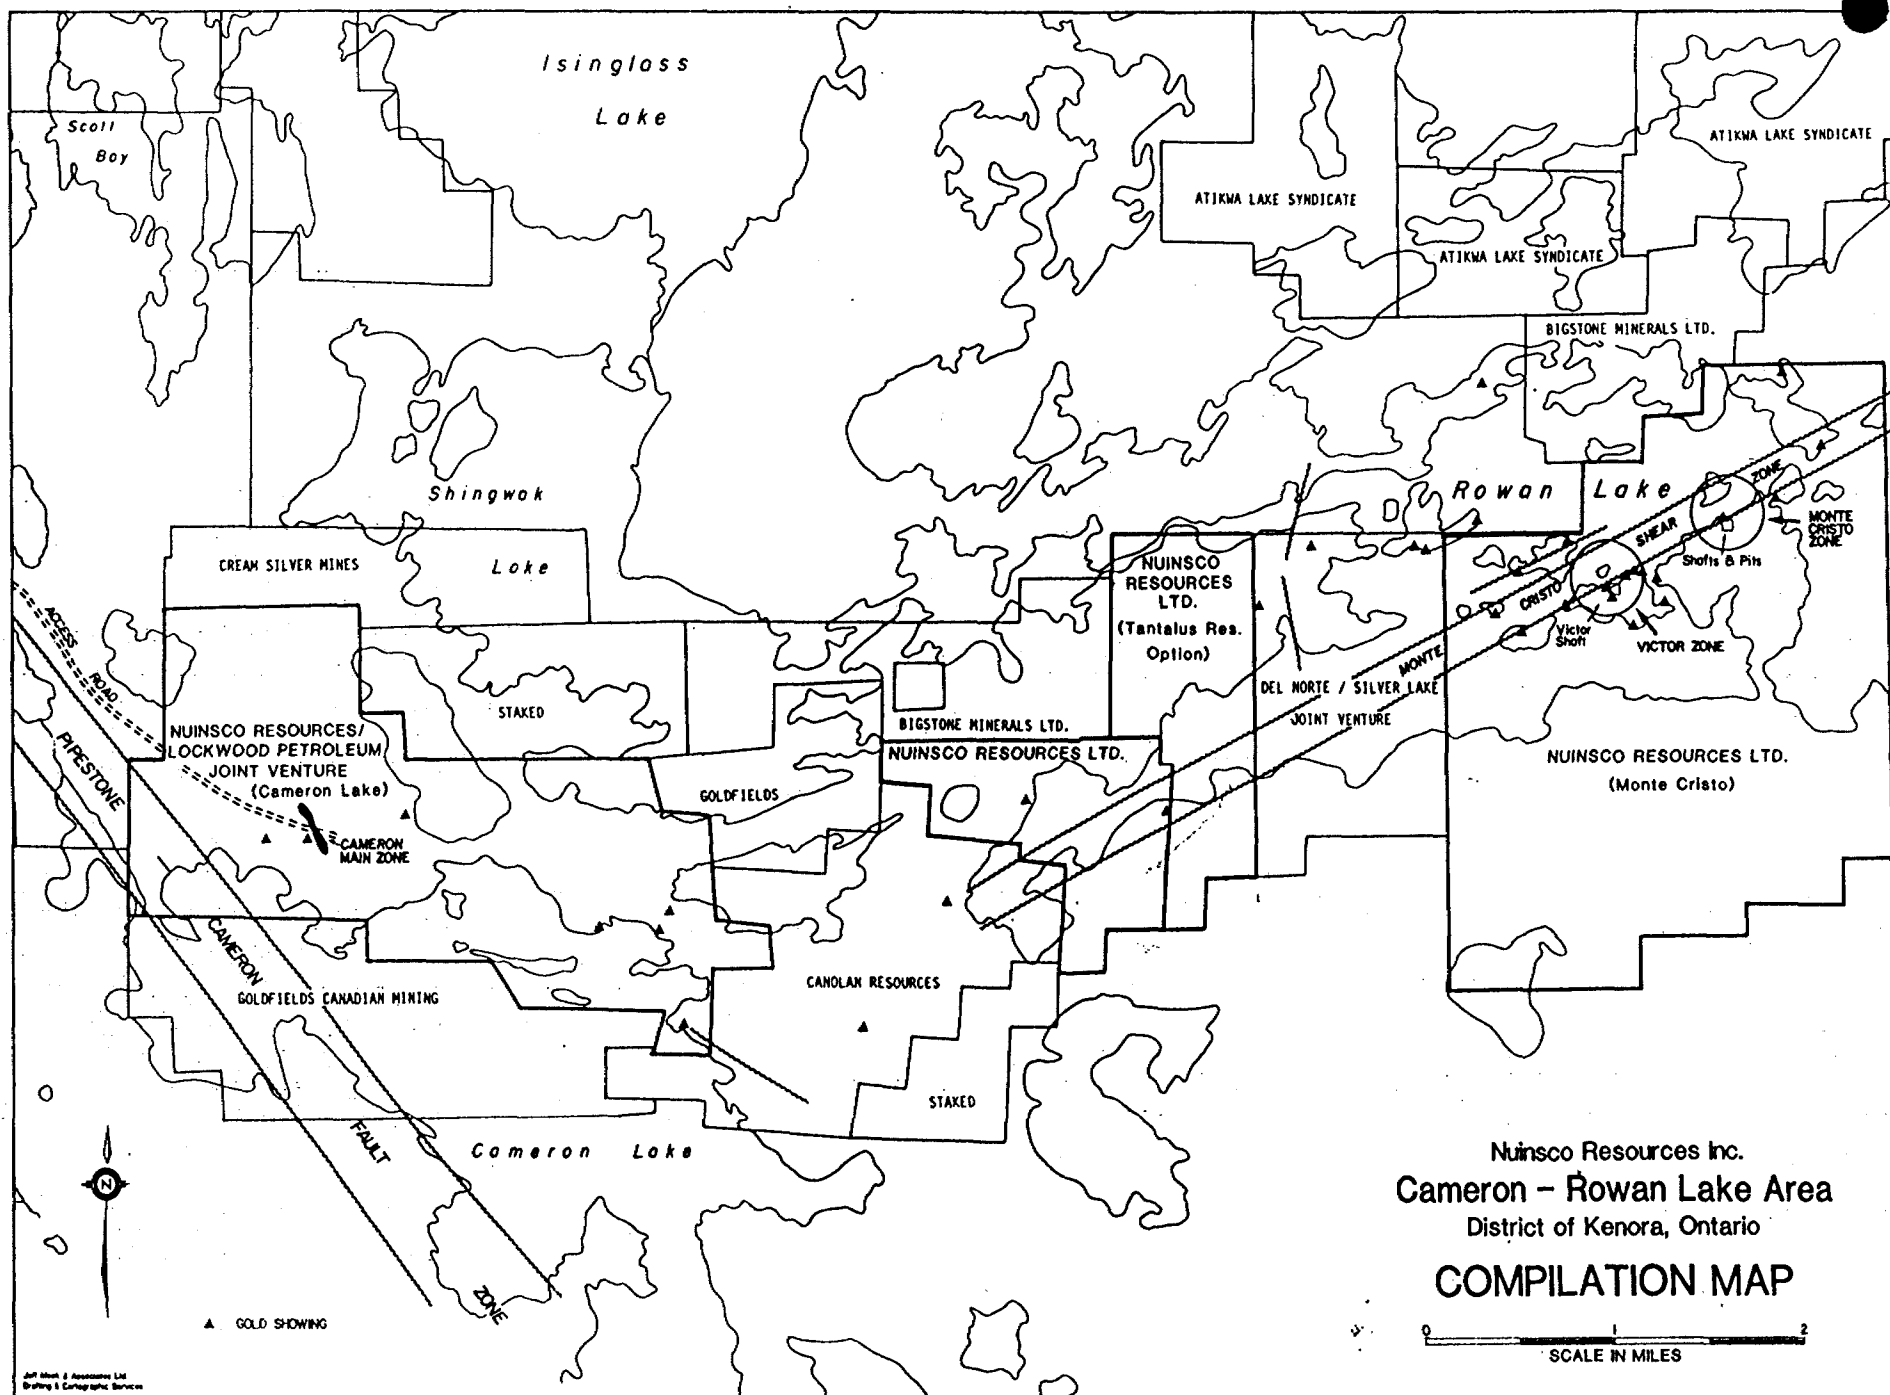 Isinglass
Lake
Scott
Bay
ATIKWA LAKE SYNDICATE
ATIKWA LAKE SYNDICATE
ATIKWA LAKE SYNDICATE
BIGSTONE MINERALS LTD.
Shingwak
Lake
Rowan Lake
CREAM SILVER MINES
MONTE CRISTO SHEAR ZONE
MONTE
CRISTO
ZONE
Shafts & Pits
Victor
Shaft
VICTOR ZONE
NUINSCO
RESOURCES
LTD.
(Tantalus Res.
Option)
ACCESS ROAD
STAKED
DEL NORTE / SILVER LAKE
JOINT VENTURE
BIGSTONE MINERALS LTD.
NUINSCO RESOURCES LTD.
NUINSCO RESOURCES/
LOCKWOOD PETROLEUM
JOINT VENTURE
(Cameron Lake)
NUINSCO RESOURCES LTD.
(Monte Cristo)
GOLDFIELDS
CAMERON
MAIN ZONE
PIPESTONE CAMERON FAULT ZONE
CANOLAN RESOURCES
GOLDFIELDS CANADIAN MINING
STAKED
Cameron Lake
N
GOLD SHOWING
Nuinsco Resources Inc.
Cameron – Rowan Lake Area
District of Kenora, Ontario
COMPILATION MAP
0 1 2
SCALE IN MILES
Drafting & Cartographic Services